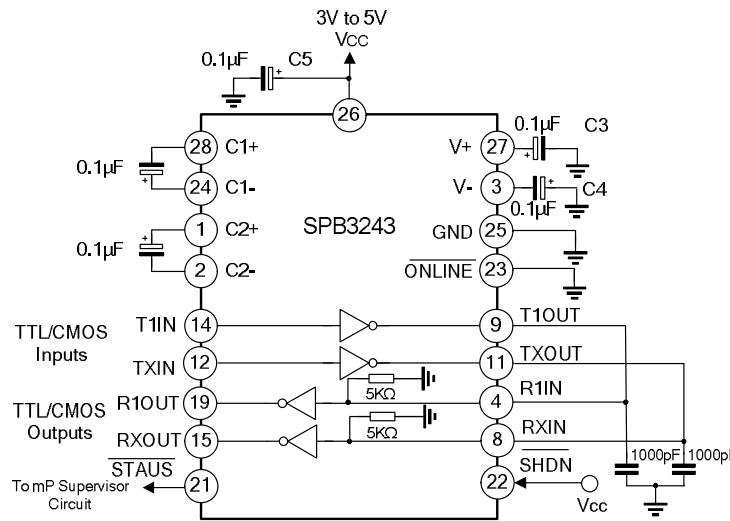 3V to 5V
VCC
0.1µF
C5
26
28 C1+
V+ 27
0.1µF
C3
0.1µF
24 C1-
V- 3
0.1µF
C4
1 C2+
SPB3243
GND 25
0.1µF
2 C2-
ONLINE 23
TTL/CMOS
Inputs
T1IN 14
9 T1OUT
TXIN 12
11 TXOUT
TTL/CMOS
Outputs
R1OUT 19
5KΩ
4 R1IN
RXOUT 15
5KΩ
8 RXIN
STAUS
21
To mP Supervisor
Circuit
SHDN
22
Vcc
1000pF
1000p